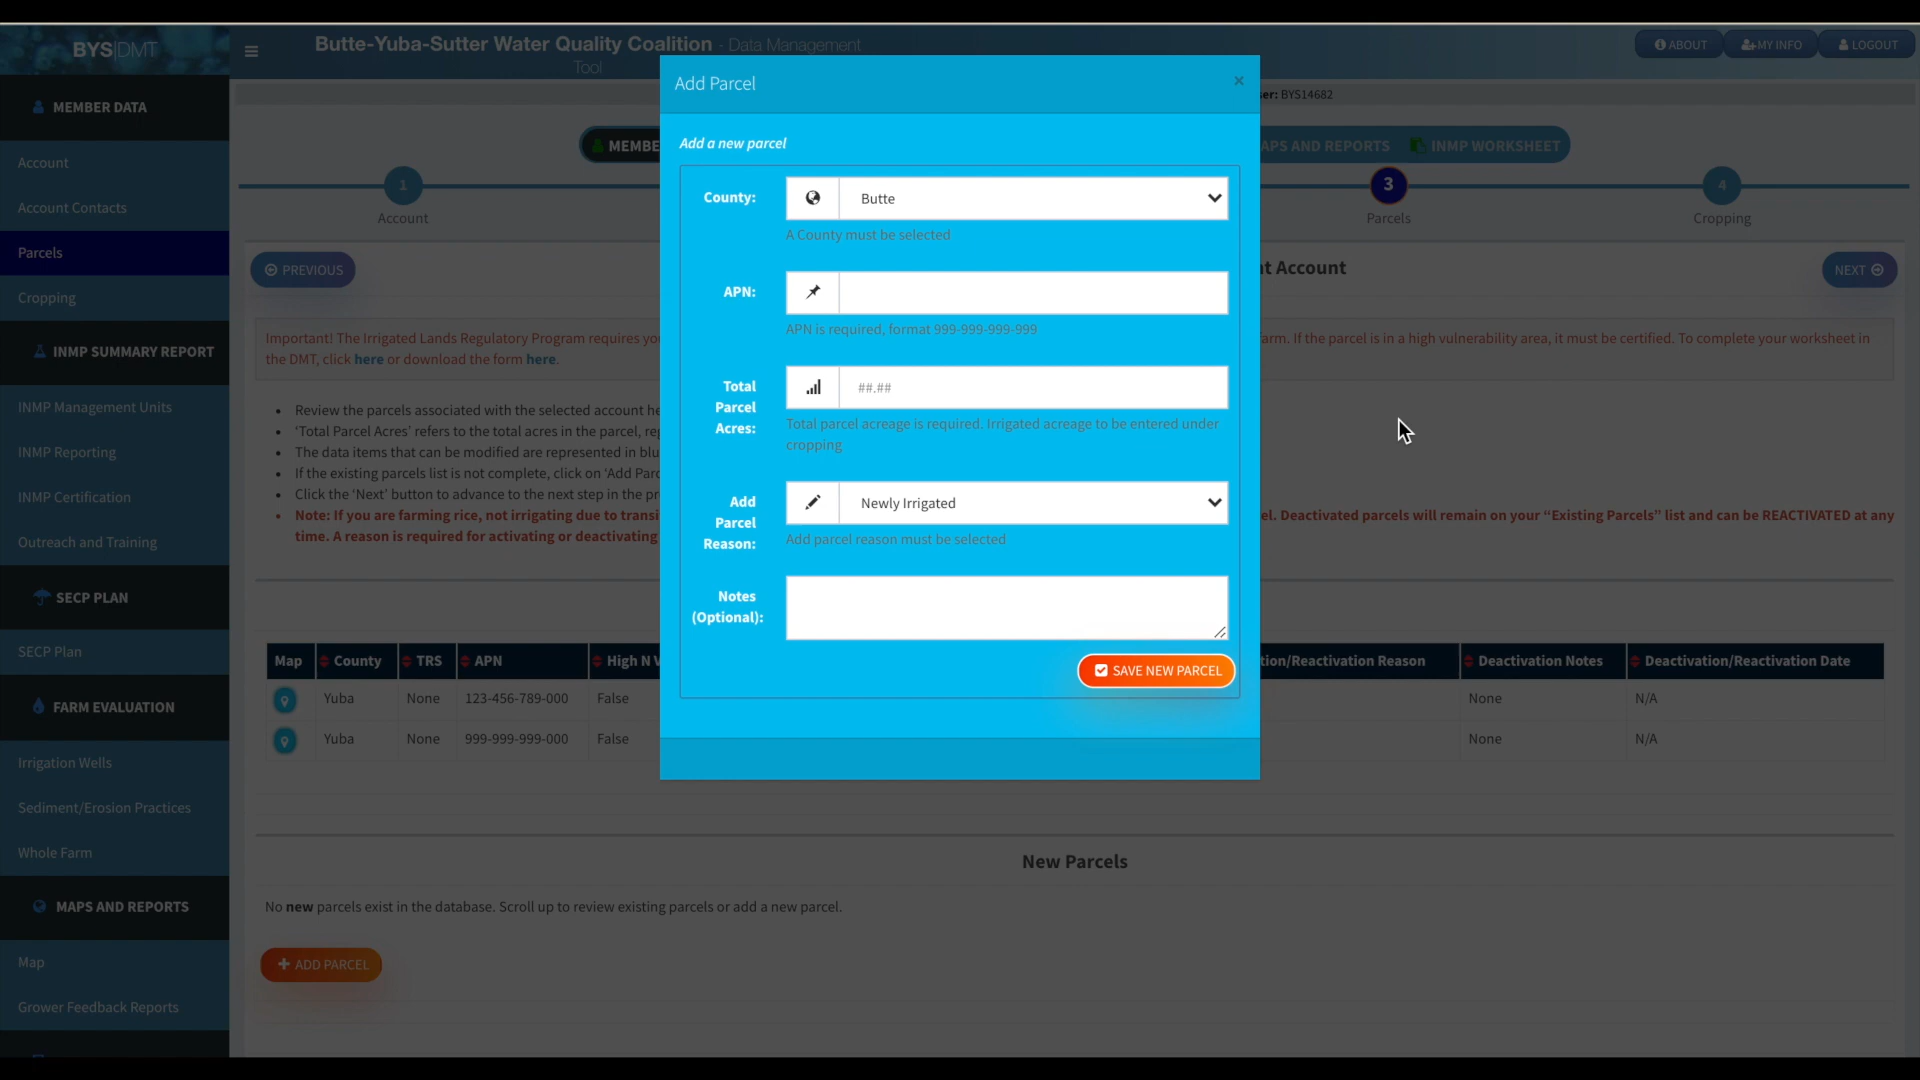 BYS|DMT
Butte-Yuba-Sutter Water Quality Coalition - Data Management
Tool
ABOUT
MY INFO
LOGOUT
MEMBER DATA
Account
Account Contacts
Parcels
Cropping
INMP SUMMARY REPORT
INMP Management Units
INMP Reporting
INMP Certification
Outreach and Training
SECP PLAN
SECP Plan
FARM EVALUATION
Irrigation Wells
Sediment/Erosion Practices
Whole Farm
MAPS AND REPORTS
Map
Grower Feedback Reports
BYS14682
REPORTS
INMP WORKSHEET
1
Account
3
Parcels
4
Cropping
PREVIOUS
Account
NEXT
Important! The Irrigated Lands Regulatory Program requires
If the parcel is in a high vulnerability area, it must be certified. To complete your worksheet in
the DMT, click here or download the form here.
Review the parcels associated with the selected account
'Total Parcel Acres' refers to the total acres in the parcel,
The data items that can be modified are represented in
If the existing parcels list is not complete, click on 'Add
Click the 'Next' button to advance to the next step in the
Note: If you are farming rice, not irrigating due to
Deactivated parcels will remain on your “Existing Parcels” list and can be REACTIVATED at any
time. A reason is required for activating or deactivating
Add Parcel
×
Add a new parcel
County:
Butte
A County must be selected
APN:
APN is required, format 999-999-999-999
Total
Parcel
Acres:
##.##
Total parcel acreage is required. Irrigated acreage to be entered under
cropping
Add
Parcel
Reason:
Newly Irrigated
Add parcel reason must be selected
Notes
(Optional):
SAVE NEW PARCEL
Map County TRS APN High N Reason Deactivation Notes Deactivation/Reactivation Date
Yuba None 123-456-789-000 False None N/A
Yuba None 999-999-999-000 False None N/A
New Parcels
No new parcels exist in the database. Scroll up to review existing parcels or add a new parcel.
ADD PARCEL